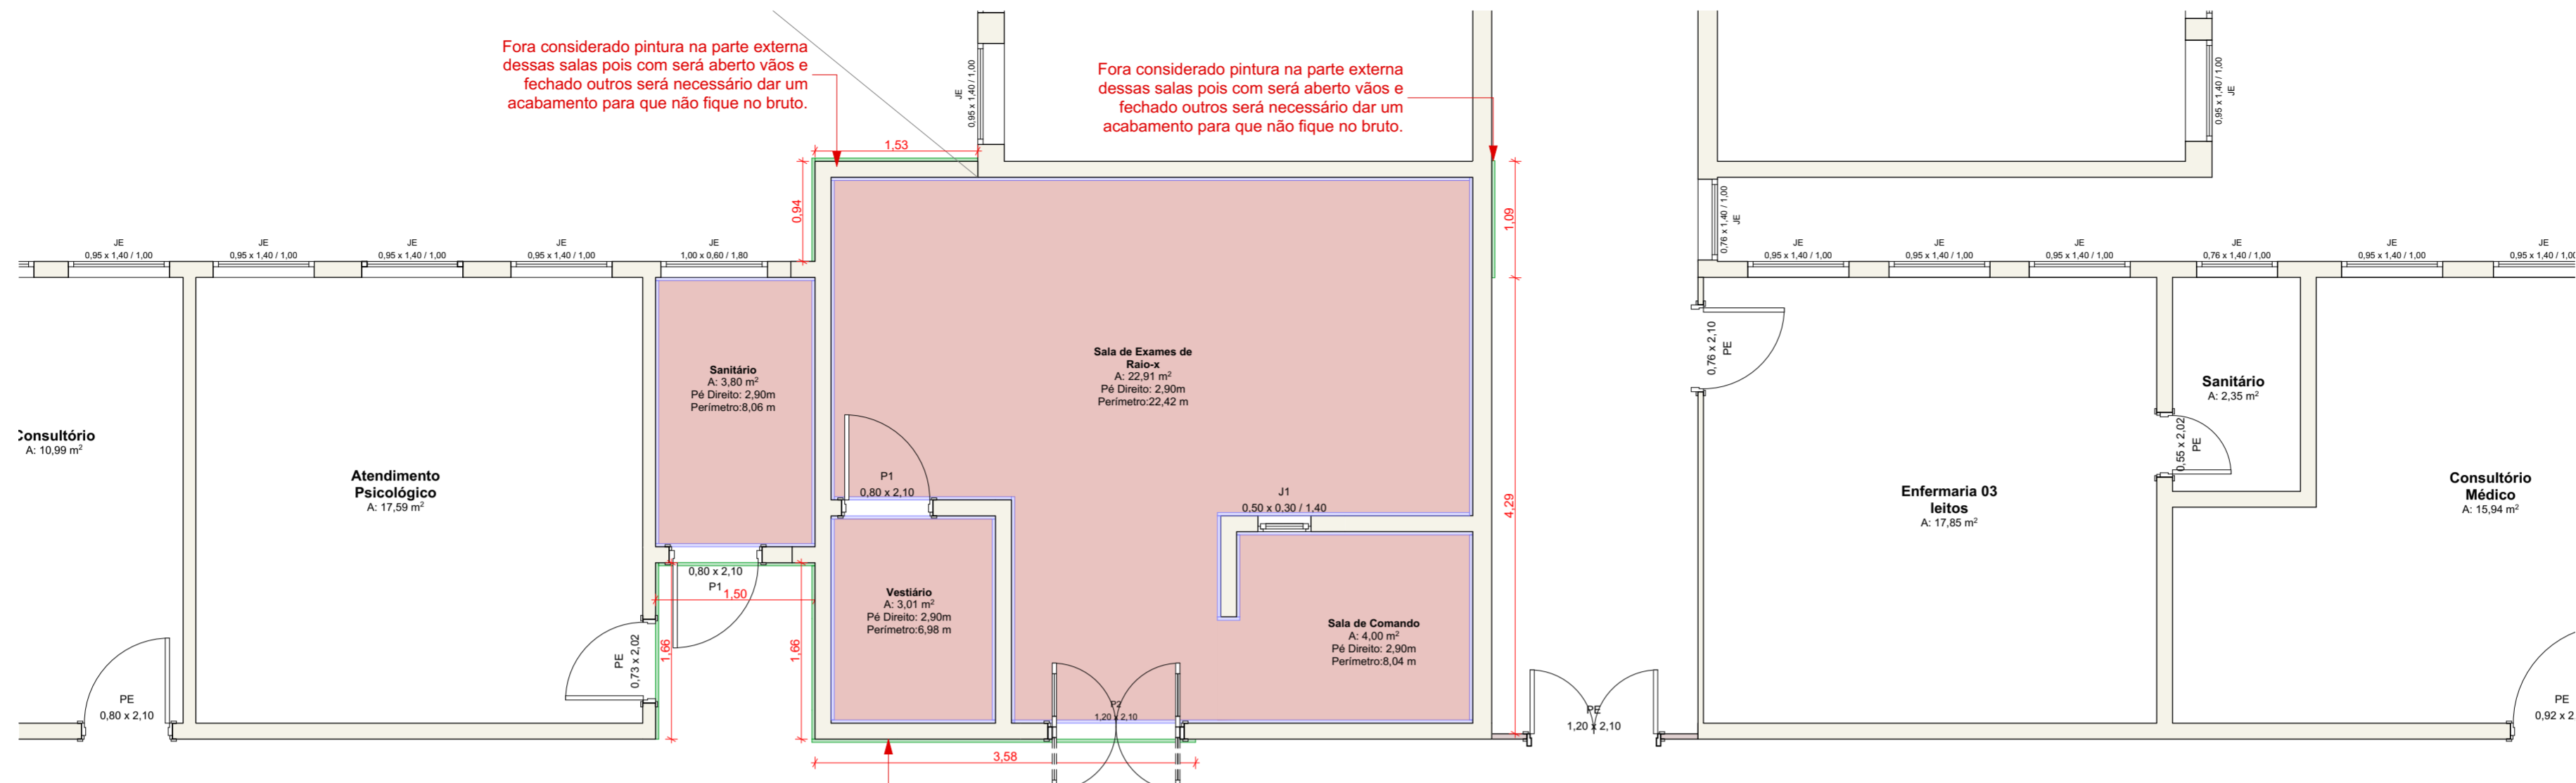 Fora considerado pintura na parte externa
dessas salas pois com será aberto vãos e
fechado outros será necessário dar um
acabamento para que não fique no bruto.
JE
0,95 x 1,40 / 1,00
Fora considerado pintura na parte externa
dessas salas pois com será aberto vãos e
fechado outros será necessário dar um
acabamento para que não fique no bruto.
0,95 x 1,40 / 1,00
JE
1,53
0,94
1,09
0,76 x 1,40 / 1,00
JE
JE
0,95 x 1,40 / 1,00
JE
0,95 x 1,40 / 1,00
JE
0,95 x 1,40 / 1,00
JE
0,95 x 1,40 / 1,00
JE
1,00 x 0,60 / 1,80
JE
0,95 x 1,40 / 1,00
JE
0,95 x 1,40 / 1,00
JE
0,95 x 1,40 / 1,00
JE
0,76 x 1,40 / 1,00
JE
0,95 x 1,40 / 1,00
JE
0,95 x 1,40 / 1,00
Consultório
A: 10,99 m²
Atendimento
Psicológico
A: 17,59 m²
Sanitário
A: 3,80 m²
Pé Direito: 2,90m
Perímetro:8,06 m
Sala de Exames de
Raio-x
A: 22,91 m²
Pé Direito: 2,90m
Perímetro:22,42 m
0,76 x 2,10
PE
Sanitário
A: 2,35 m²
0,55 x 2,02
PE
P1
0,80 x 2,10
J1
0,50 x 0,30 / 1,40
4,29
Enfermaria 03
leitos
A: 17,85 m²
Consultório
Médico
A: 15,94 m²
0,80 x 2,10
P1
1,50
Vestiário
A: 3,01 m²
Pé Direito: 2,90m
Perímetro:6,98 m
Sala de Comando
A: 4,00 m²
Pé Direito: 2,90m
Perímetro:8,04 m
PE
0,73 x 2,02
1,66
1,66
PE
0,80 x 2,10
P2
1,20 x 2,10
PE
1,20 x 2,10
PE
0,92 x 2
3,58